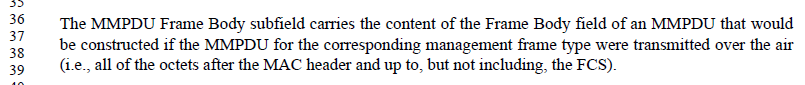 36 The MMPDU Frame Body subfield carries the content of the Frame Body field of an MMPDU that would
37 be constructed if the MMPDU for the corresponding management frame type were transmitted over the air
38
39 (i.e., all of the octets after the MAC header and up to, but not including, the FCS).